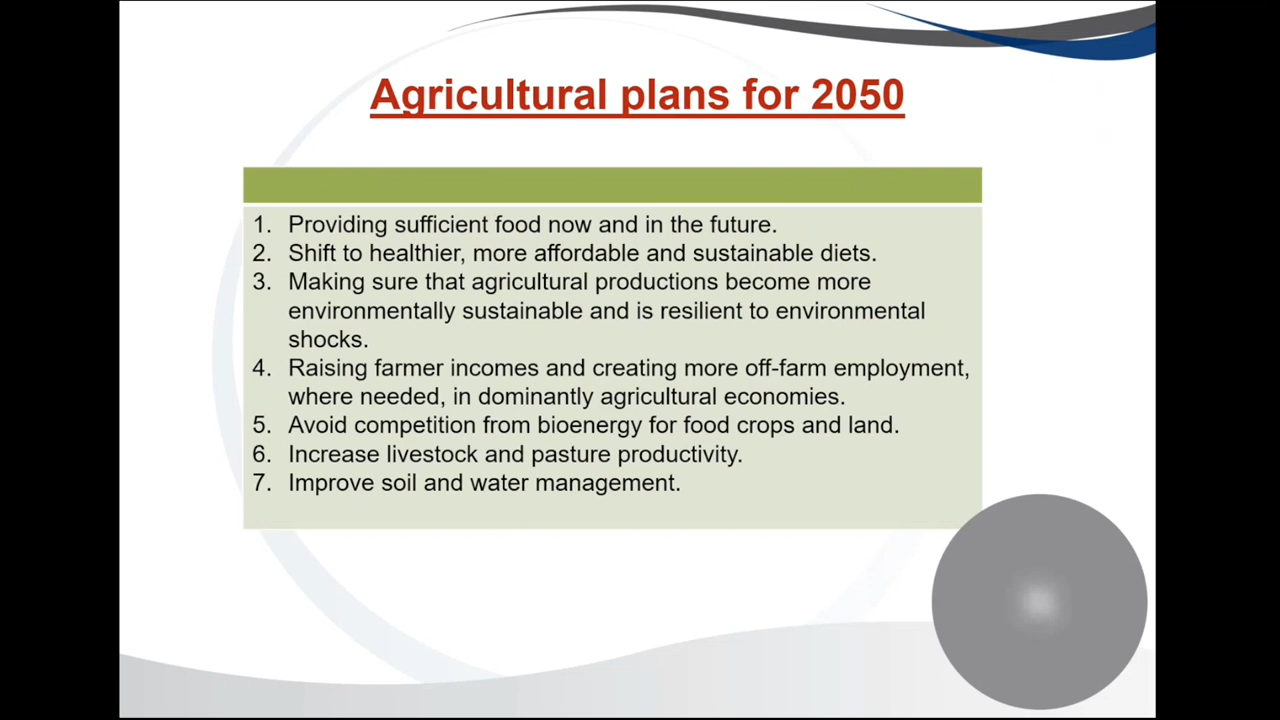 Agricultural plans for 2050
1. Providing sufficient food now and in the future.
2. Shift to healthier, more affordable and sustainable diets.
3. Making sure that agricultural productions become more
environmentally sustainable and is resilient to environmental
shocks.
4. Raising farmer incomes and creating more off-farm employment,
where needed, in dominantly agricultural economies.
5. Avoid competition from bioenergy for food crops and land.
6. Increase livestock and pasture productivity.
7. Improve soil and water management.